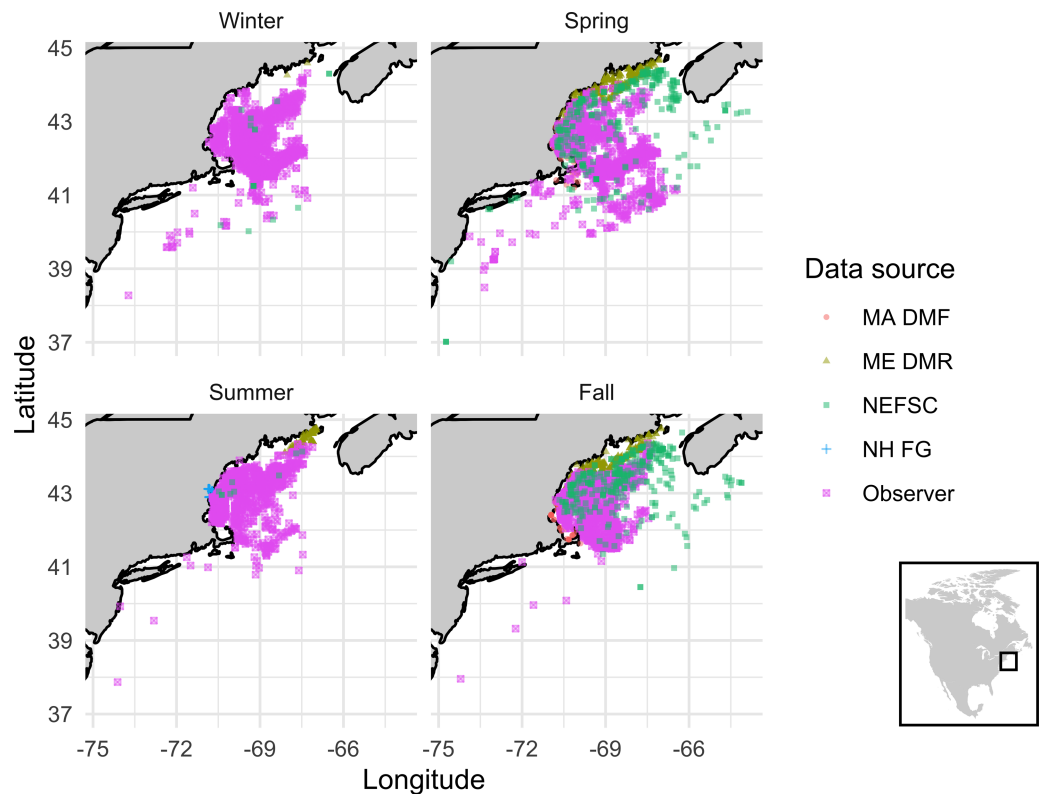 Winter
Spring
45
43
41
39
37
Summer
Fall
45
43
41
39
37
-75
-72
-69
-66
-75
-72
-69
-66
Latitude
Longitude
Data source
MA DMF
ME DMR
NEFSC
NH FG
Observer